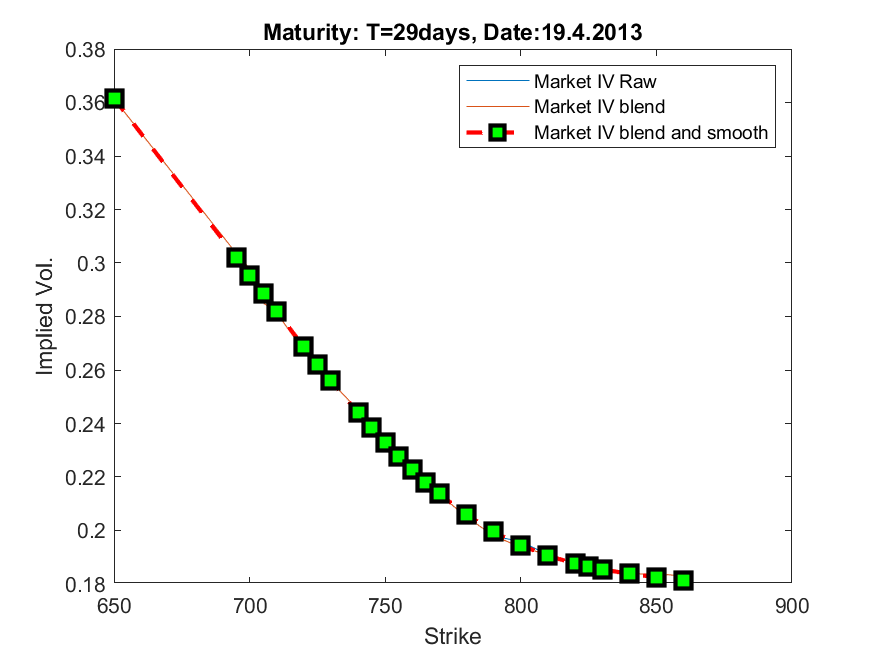 Maturity: T=29days, Date:19.4.2013
0.38
0.36
0.34
0.32
0.3
0.28
0.26
0.24
0.22
0.2
0.18
Implied Vol.
Market IV Raw
Market IV blend
Market IV blend and smooth
650
700
750
800
850
900
Strike